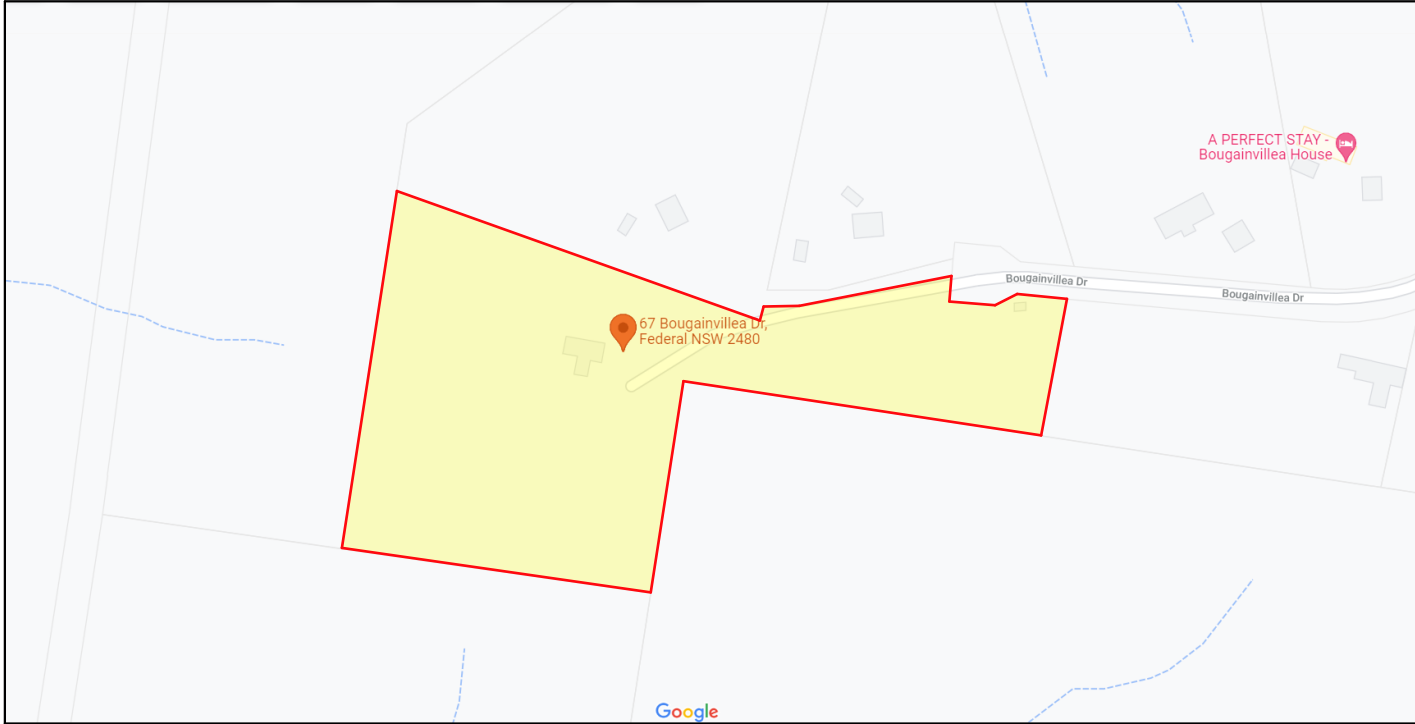 A PERFECT STAY -
Bougainvillea House
Bougainvillea Dr
Bougainvillea Dr
67 Bougainvillea Dr,
Federal NSW 2480
Google